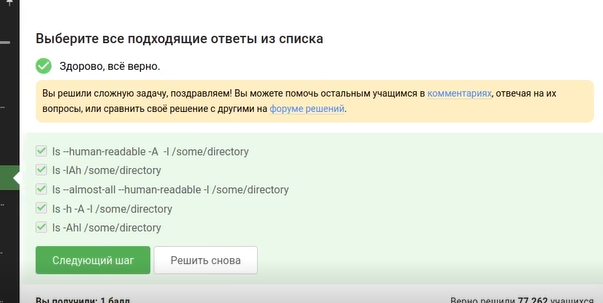 Выберите все подходящие ответы из списка
Здорово, всё верно.
Вы решили сложную задачу, поздравляем! Вы можете помочь остальным учащимся в комментариях, отвечая на их
вопросы, или сравнить своё решение с другими на форуме решений.
ls --human-readable -A -l /some/directory
ls -lAh /some/directory
ls --almost-all --human-readable -l /some/directory
ls -h -A -l /some/directory
ls -Ahl /some/directory
Следующий шаг Решить снова
Вы получили: 1 балл Верно решили 77 262 учащихся